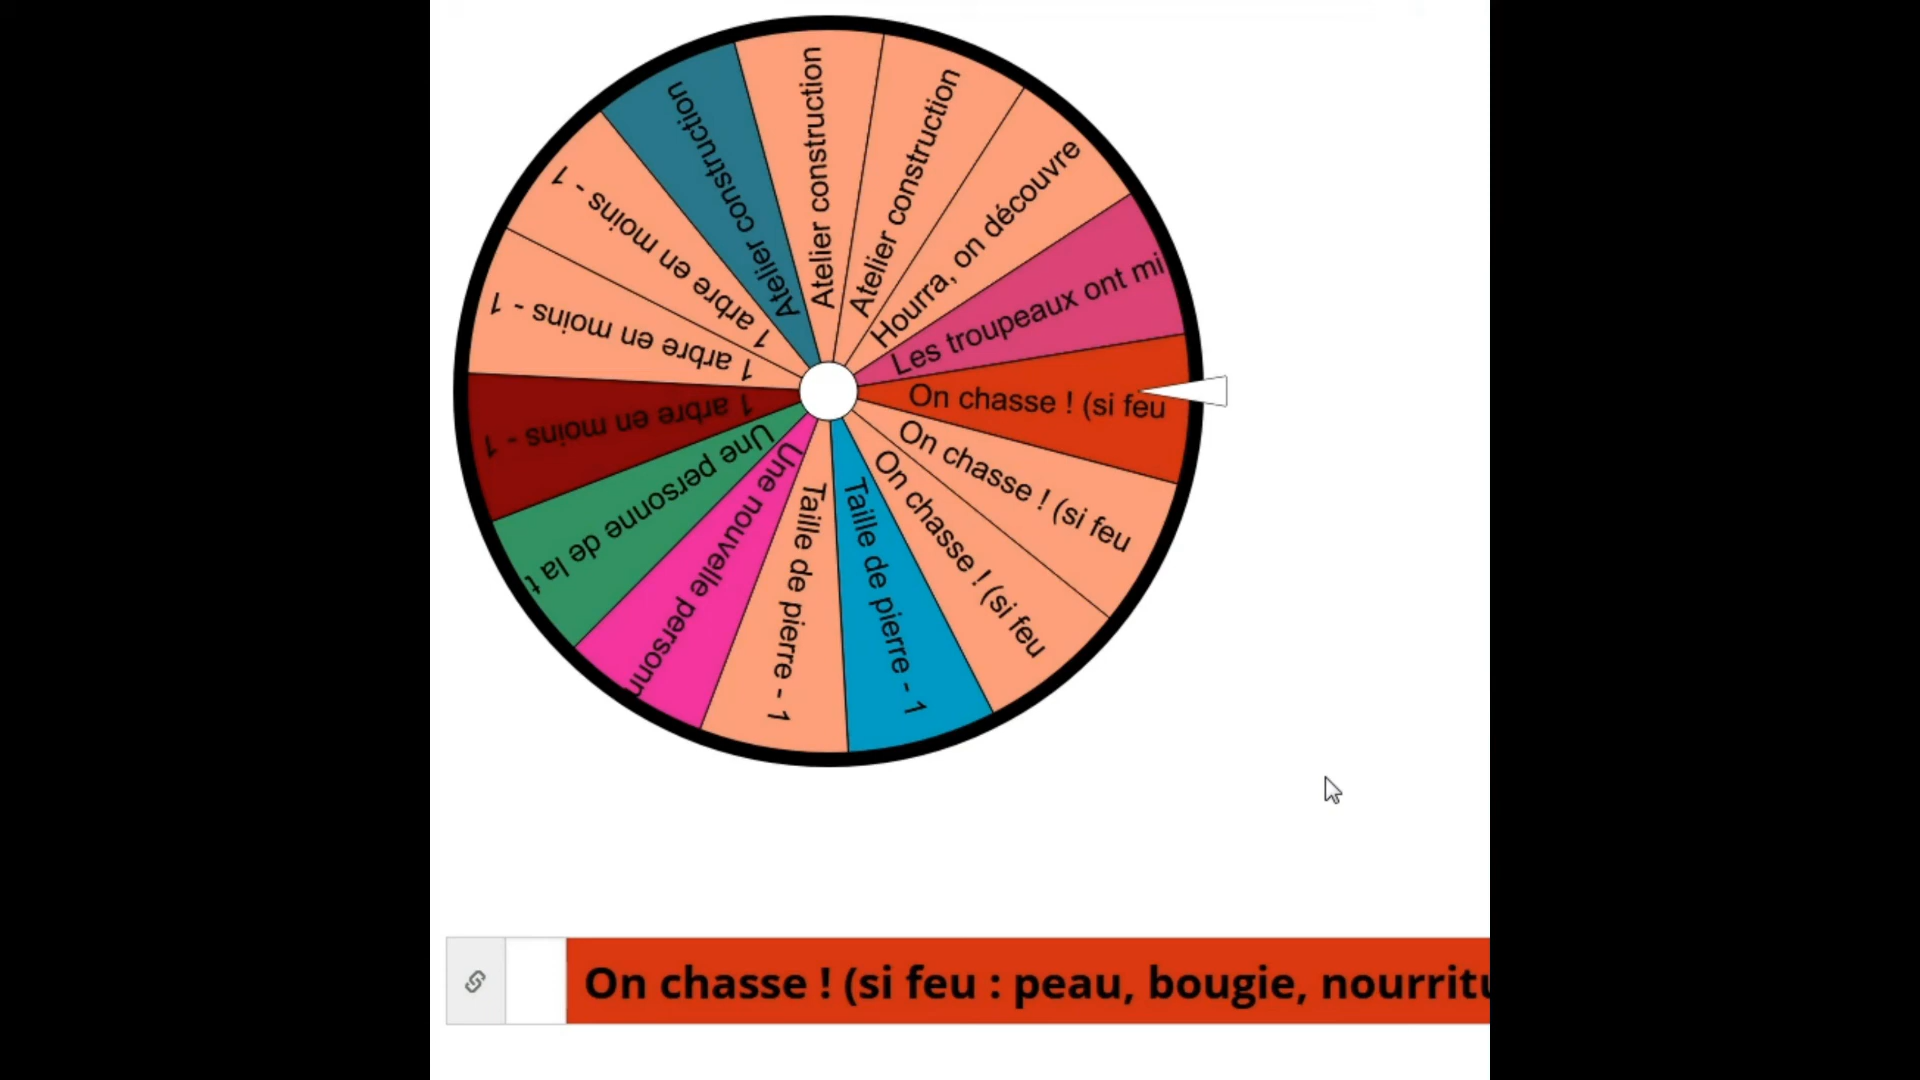 Atelier construction
Atelier construction
Atelier construction
Hourra, on découvre
Les troupeaux ont mi
On chasse ! (si feu
On chasse ! (si feu
On chasse ! (si feu
Taille de pierre - 1
Taille de pierre - 1
Une nouvelle personn
Une personne de la t
1 arbre en moins - 1
1 arbre en moins - 1
1 arbre en moins - 1
On chasse ! (si feu : peau, bougie, nourritu